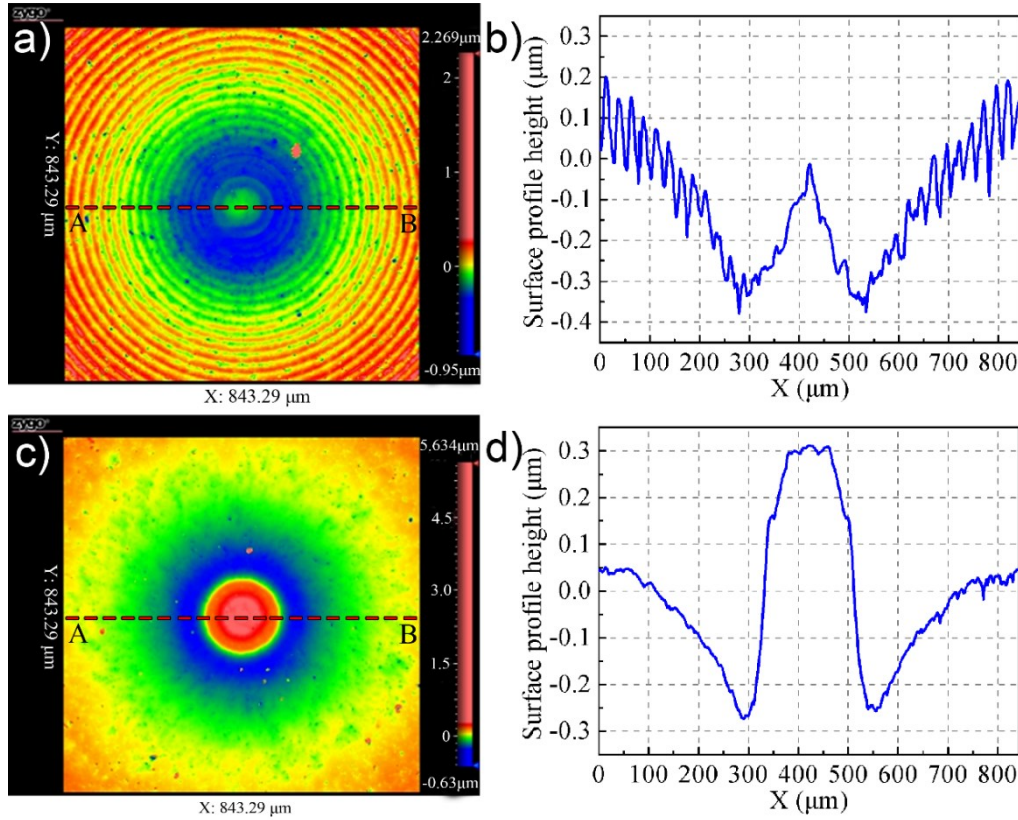 zygo
a)
2.269μm
2
1
0
-0.95μm
Y: 843.29 μm
A
B
X: 843.29 μm
b)
Surface profile height (μm)
0.3
0.2
0.1
0.0
-0.1
-0.2
-0.3
-0.4
0 100 200 300 400 500 600 700 800
X (μm)
zygo
c)
5.634μm
4.5
3.0
1.5
0
-0.63μm
Y: 843.29 μm
A
B
X: 843.29 μm
d)
Surface profile height (μm)
0.3
0.2
0.1
0.0
-0.1
-0.2
-0.3
0 100 200 300 400 500 600 700 800
X (μm)